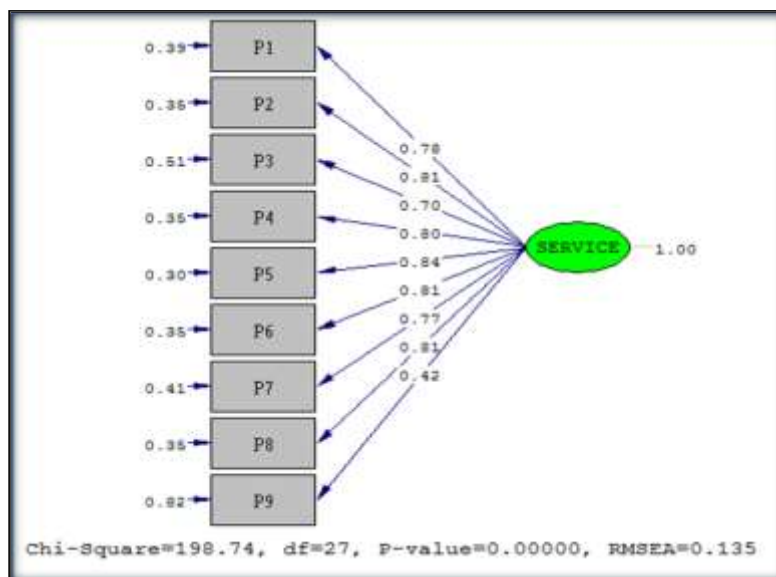 0.39 P1
0.35 P2
0.51 P3
0.35 P4
0.30 P5
0.35 P6
0.41 P7
0.35 P8
0.82 P9
0.78
0.81
0.70
0.80
0.84
0.81
0.77
0.81
0.42
SERVICE 1.00
Chi-Square=198.74, df=27, P-value=0.00000, RMSEA=0.135